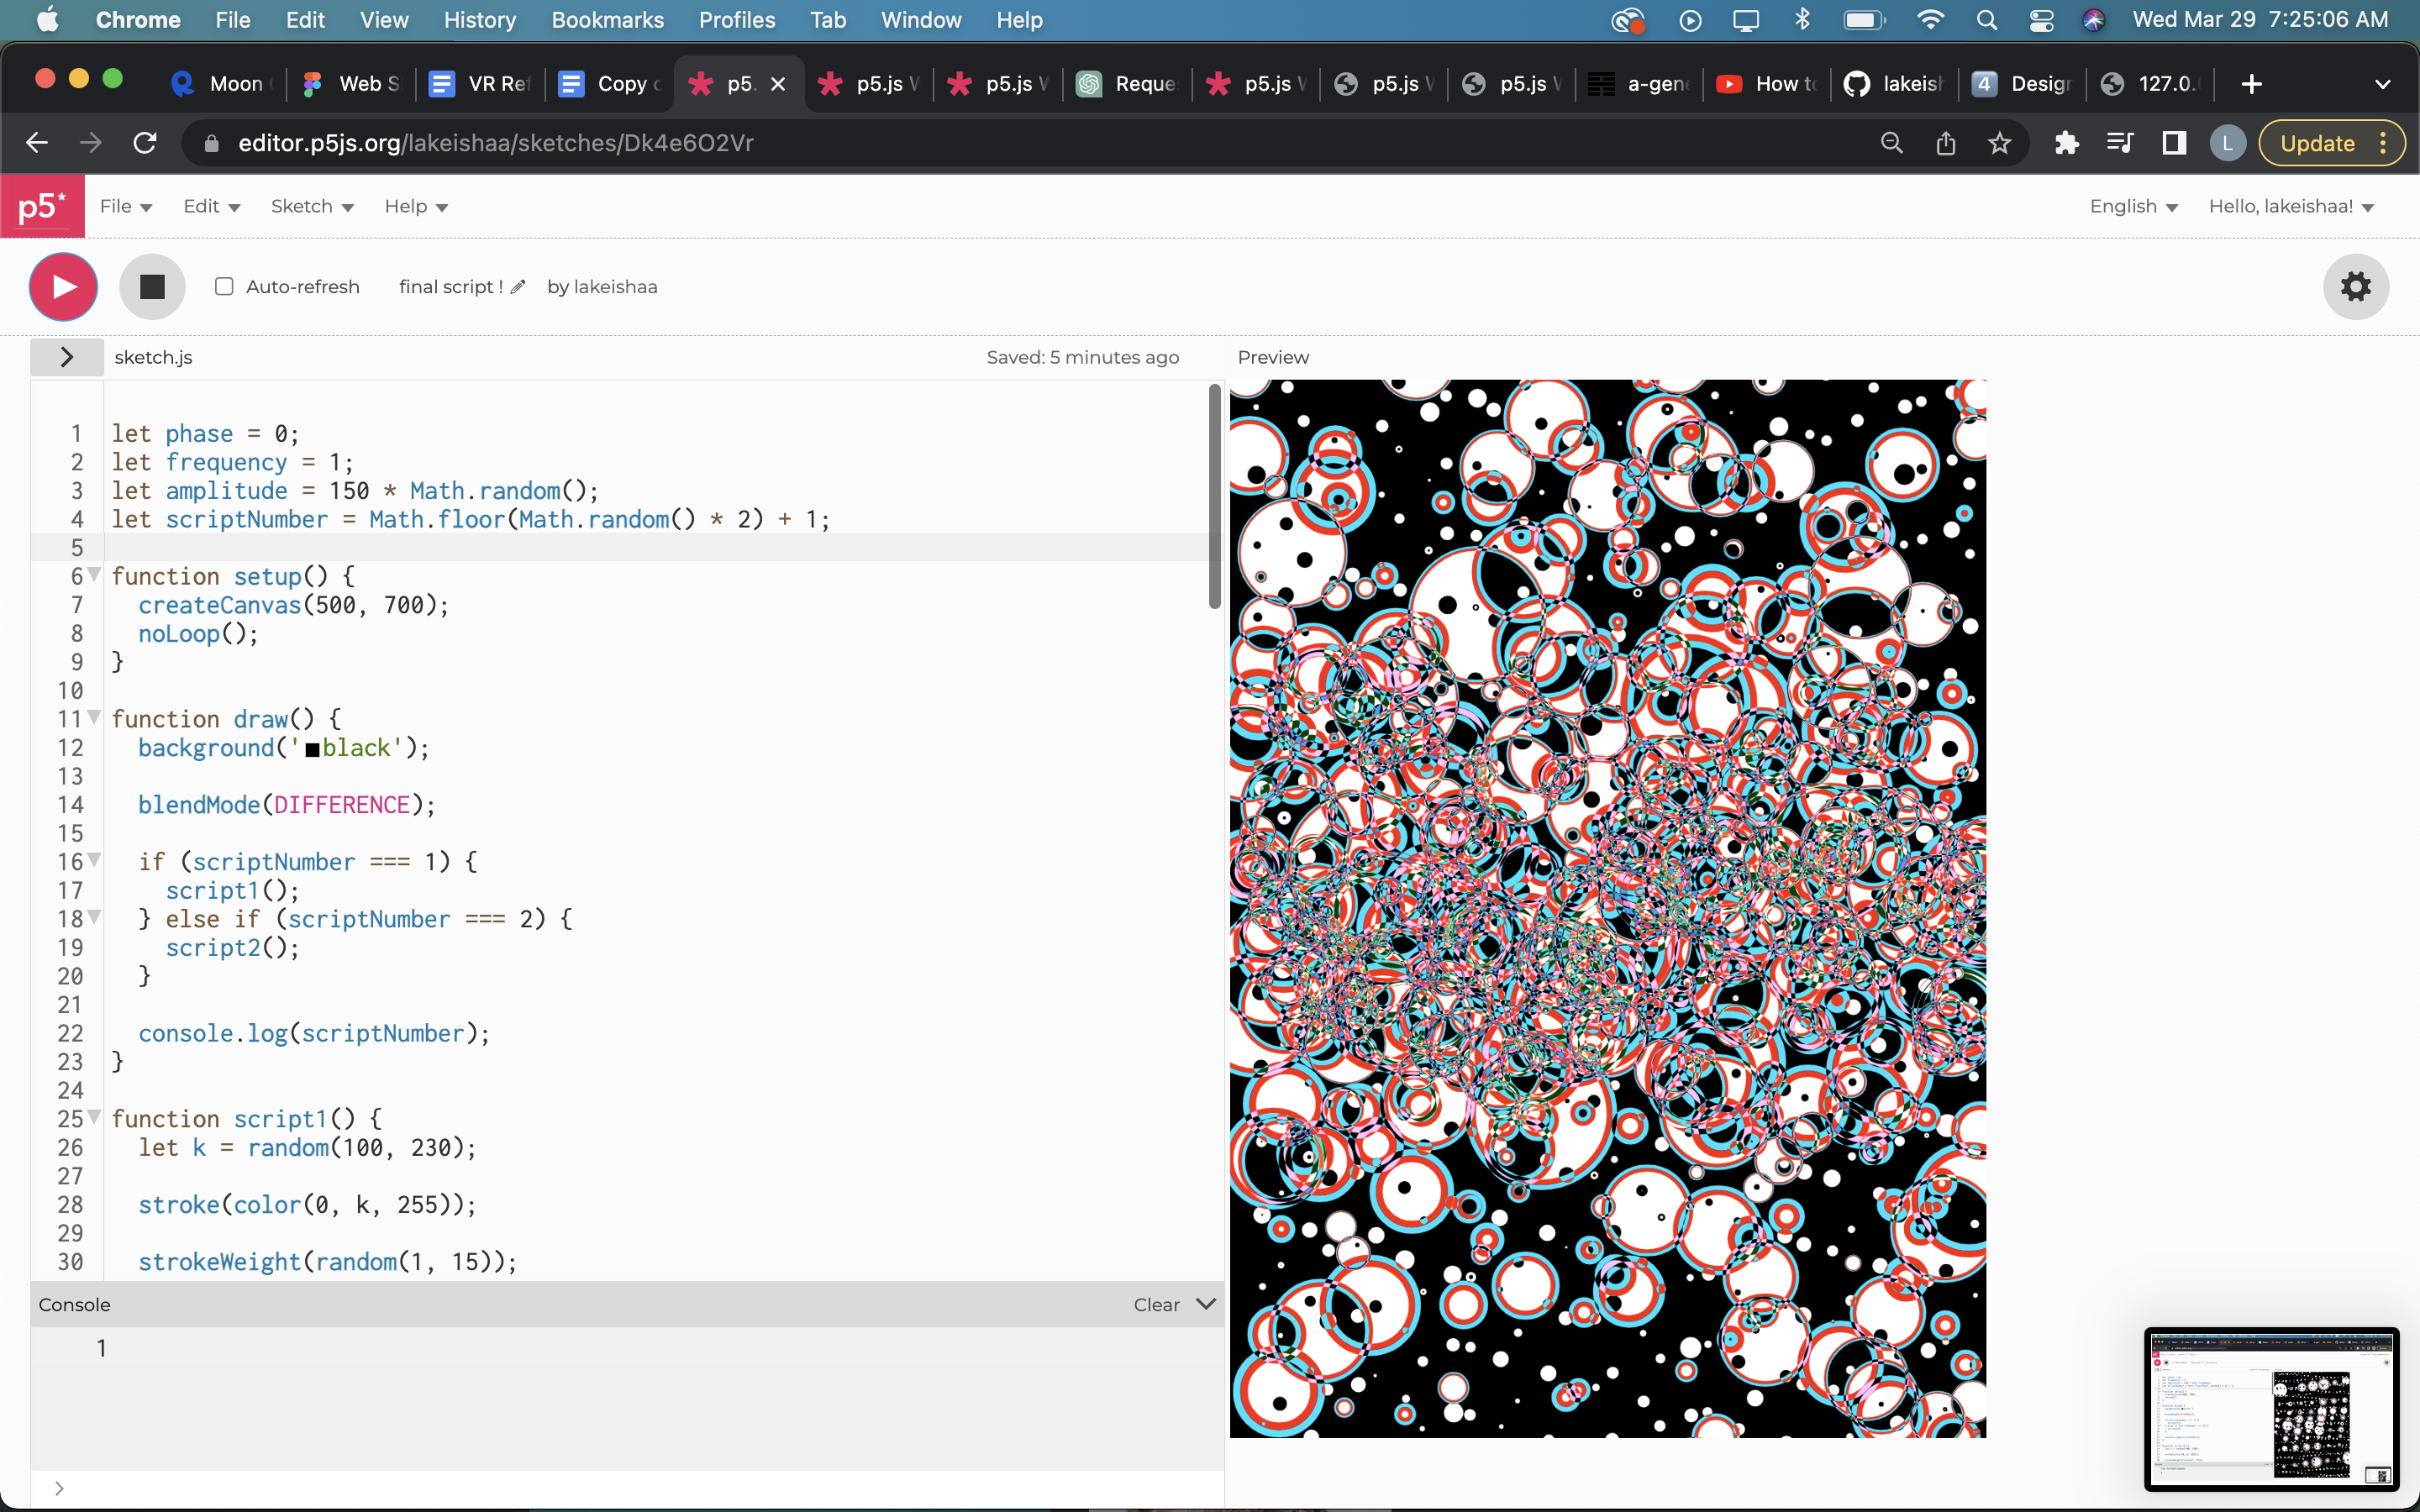 Chrome File Edit View History Bookmarks Profiles Tab Window Help Wed Mar 29 7:25:06 AM
Moon Web S VR Ref Copy p5. p5.js p5.js Reque p5.js p5.js p5.js a-gen How to lakeish 4 Design 127.0.
editor.p5js.org/lakeishaa/sketches/Dk4e6O2Vr L Update
p5* File Edit Sketch Help English Hello, lakeishaa!
Auto-refresh final script ! by lakeishaa
sketch.js Saved: 5 minutes ago Preview
1 let phase = 0;
2 let frequency = 1;
3 let amplitude = 150 * Math.random();
4 let scriptNumber = Math.floor(Math.random() * 2) + 1;
5
6 function setup() {
7 createCanvas(500, 700);
8 noLoop();
9 }
10
11 function draw() {
12 background('black');
13
14 blendMode(DIFFERENCE);
15
16 if (scriptNumber === 1) {
17 script1();
18 } else if (scriptNumber === 2) {
19 script2();
20 }
21
22 console.log(scriptNumber);
23 }
24
25 function script1() {
26 let k = random(100, 230);
27
28 stroke(color(0, k, 255));
29
30 strokeWeight(random(1, 15));
Console Clear
1